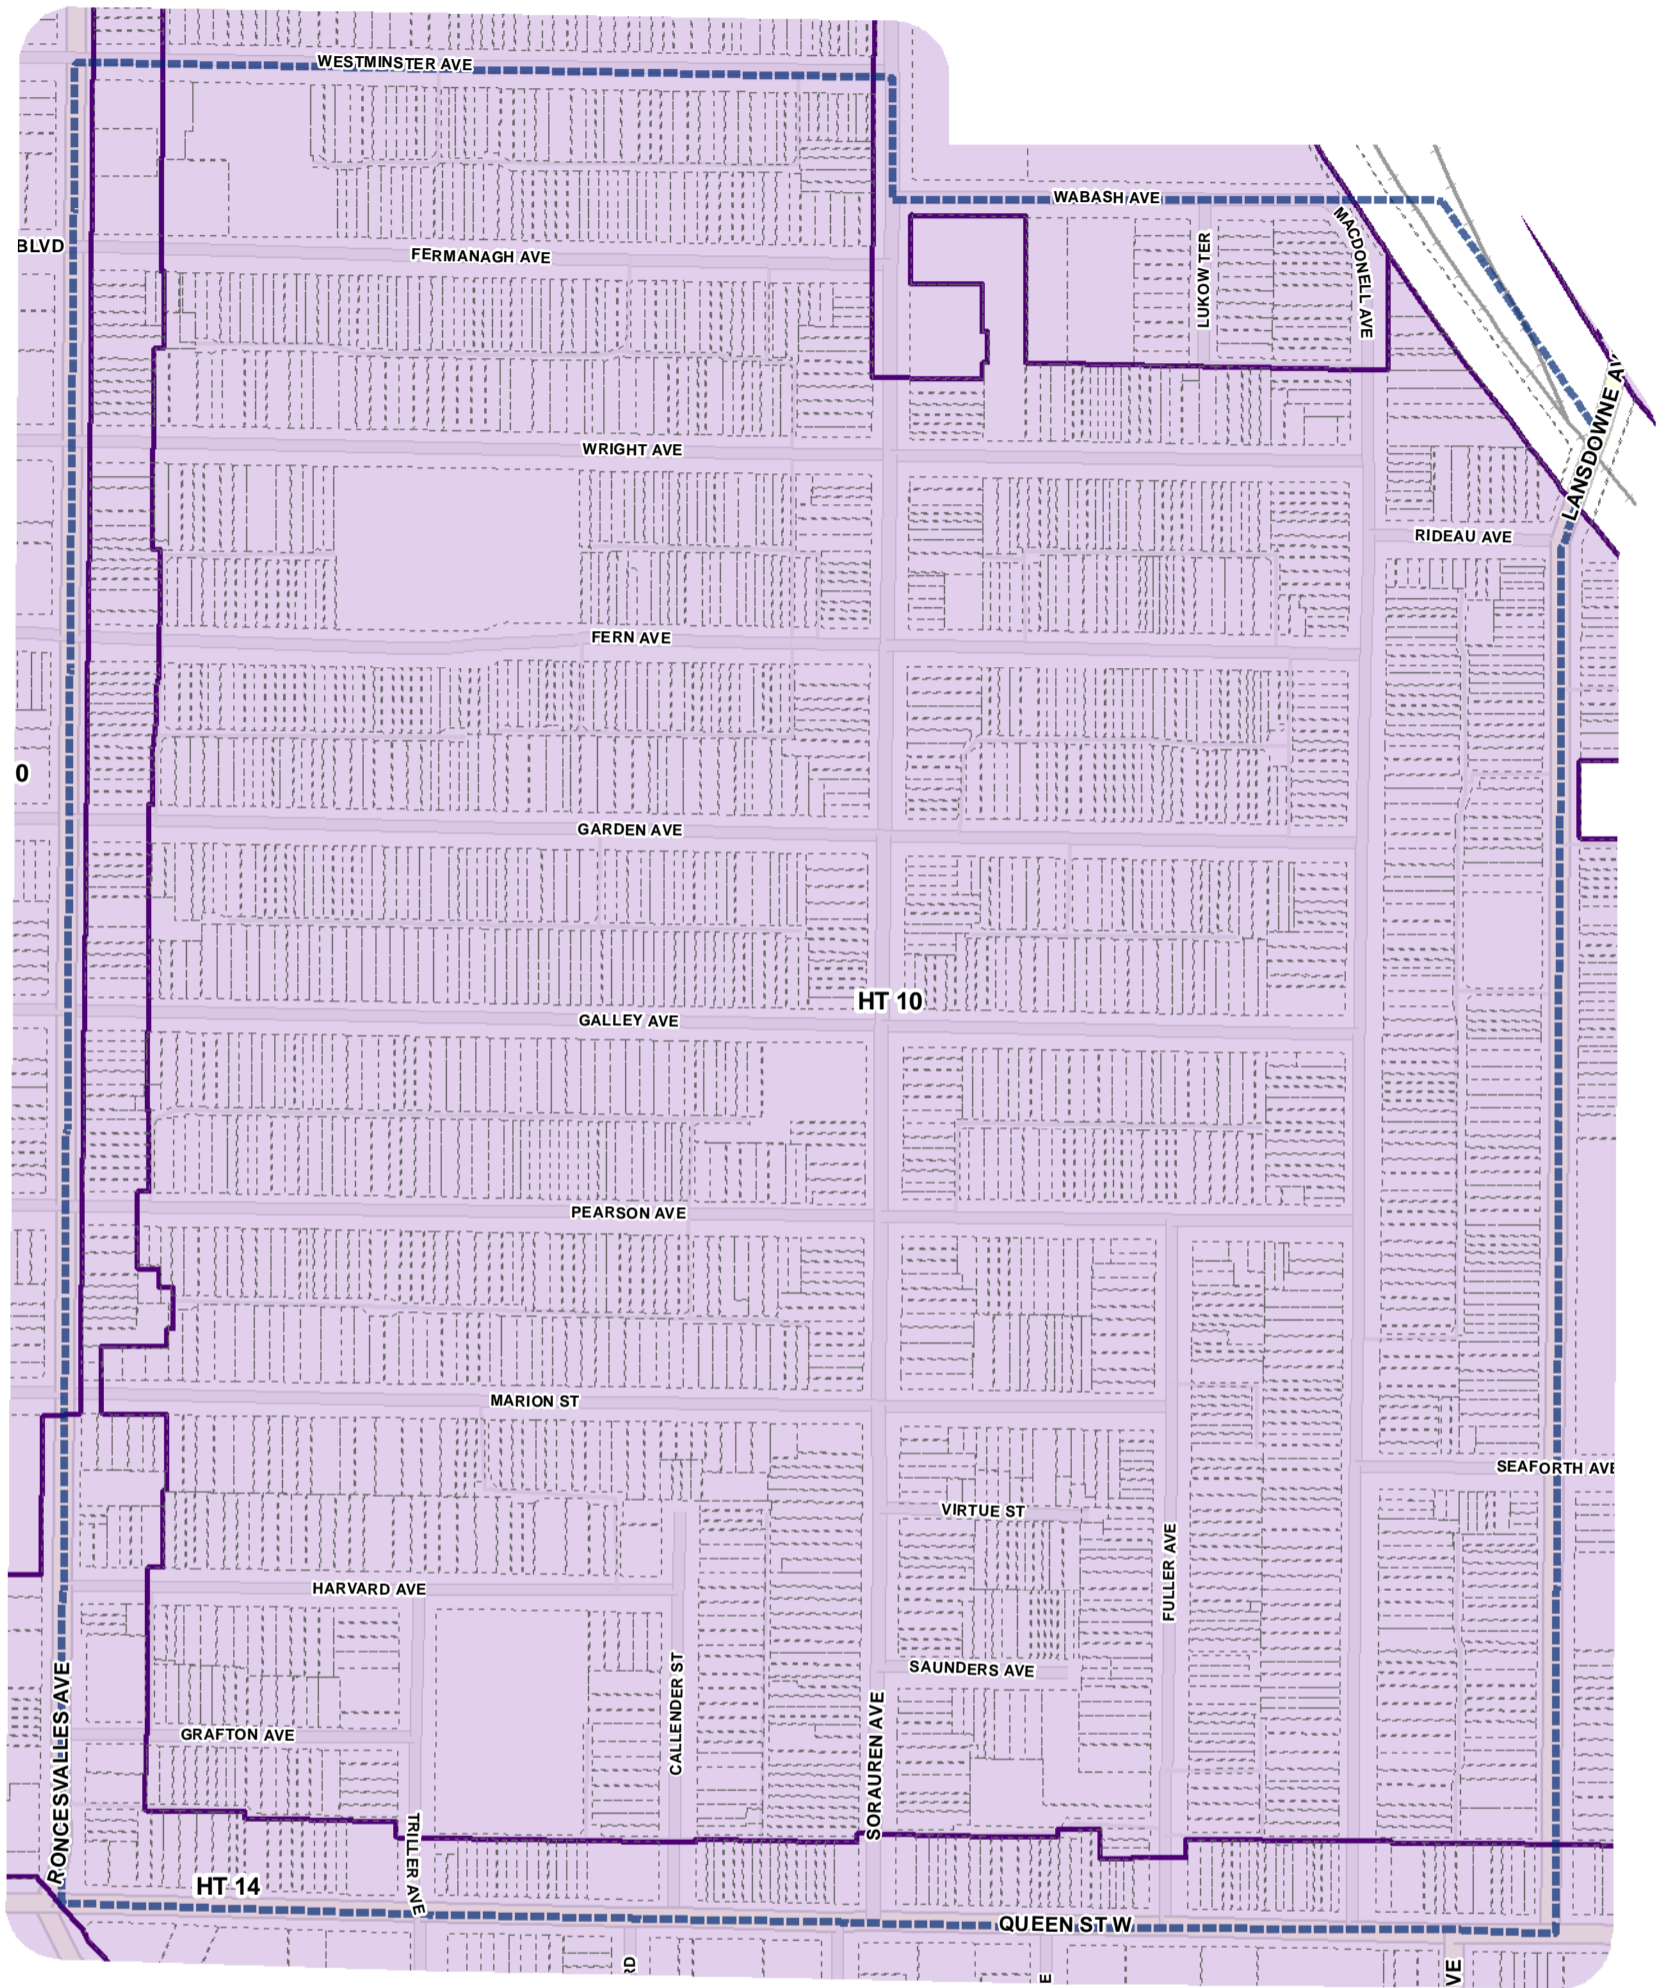 WESTMINSTER AVE
WABASH AVE
MACDONELL AVE
LUKOW TER
BLVD
FERMANAGH AVE
LANSDOWNE AV
WRIGHT AVE
RIDEAU AVE
FERN AVE
0
GARDEN AVE
HT 10
GALLEY AVE
PEARSON AVE
MARION ST
SEAFORTH AVE
VIRTUE ST
FULLER AVE
HARVARD AVE
SAUNDERS AVE
CALLENDER ST
SORAUREN AVE
RONCESVALLES AVE
GRAFTON AVE
TRILLER AVE
HT 14
QUEEN ST W
RD
E
VE